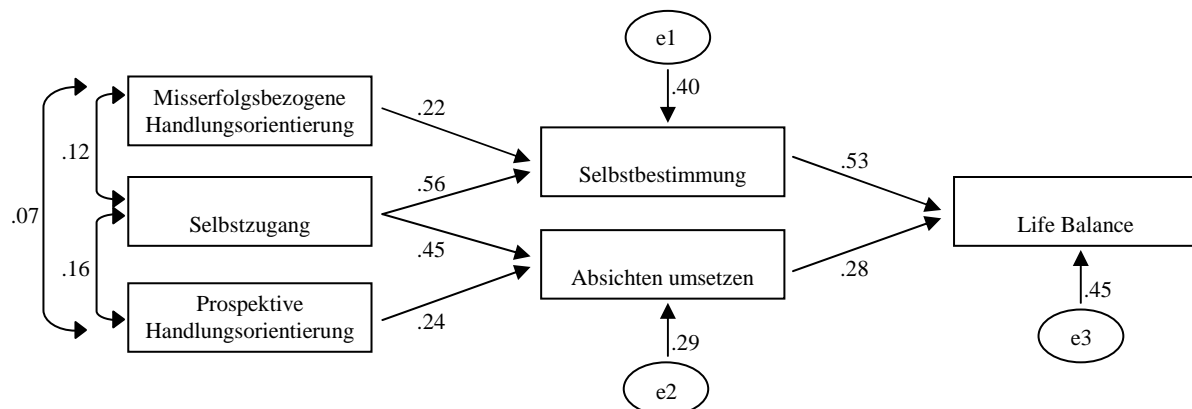 e1
.40
Misserfolgsbezogene
Handlungsorientierung
.22
.12
Selbstbestimmung
.53
.56
.07
Selbstzugang
Life Balance
.45
.16
Absichten umsetzen
.28
.45
Prospektive
Handlungsorientierung
.24
.29
e3
e2